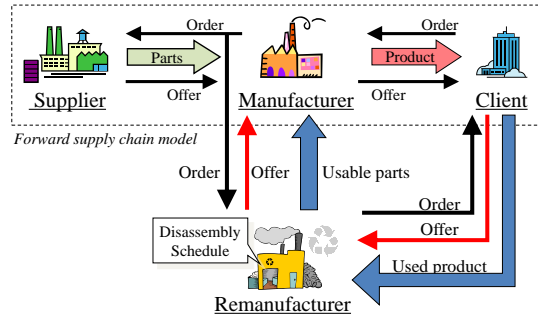 Order
Order
Parts
Product
Offer
Offer
Supplier
Manufacturer
Client
Forward supply chain model
Order
Offer
Usable parts
Order
Disassembly
Schedule
Offer
Used product
Remanufacturer